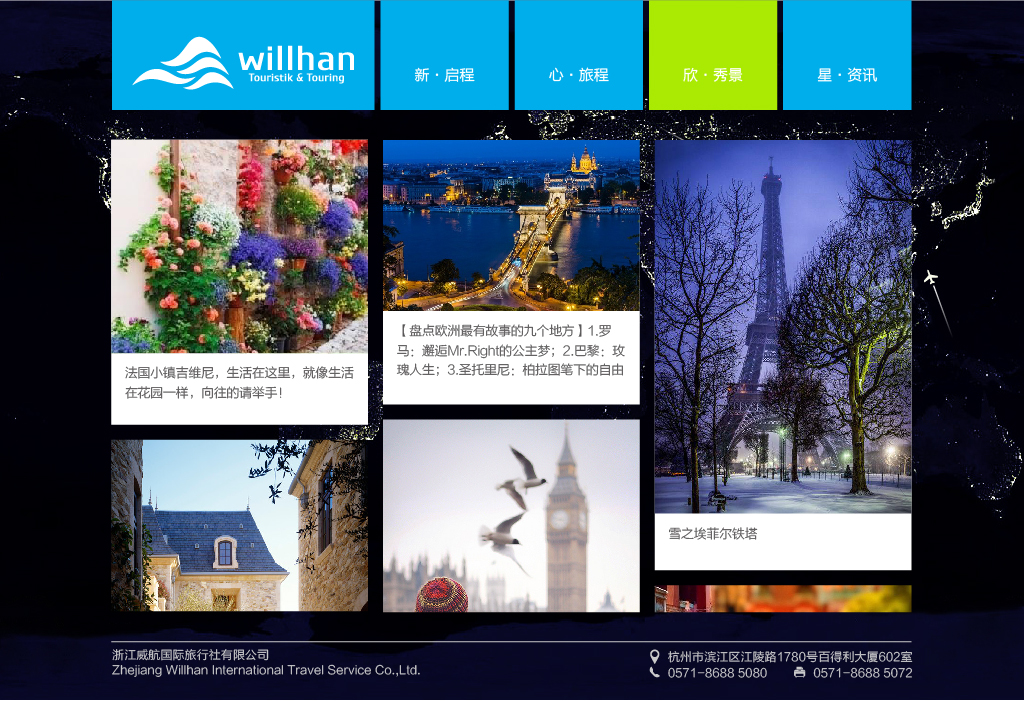 willhan
Touristik & Touring
新·启程
心·旅程
欣·秀景
星·资讯
法国小镇吉维尼，生活在这里，就像生活
在花园一样，向往的请举手！
【盘点欧洲最有故事的九个地方】1.罗
马：邂逅Mr.Right的公主梦；2.巴黎：玫
瑰人生；3.圣托里尼：柏拉图笔下的自由
雪之埃菲尔铁塔
浙江威航国际旅行社有限公司
Zhejiang Willhan International Travel Service Co.,Ltd.
杭州市滨江区江陵路1780号百得利大厦602室
0571-8688 5080 0571-8688 5072